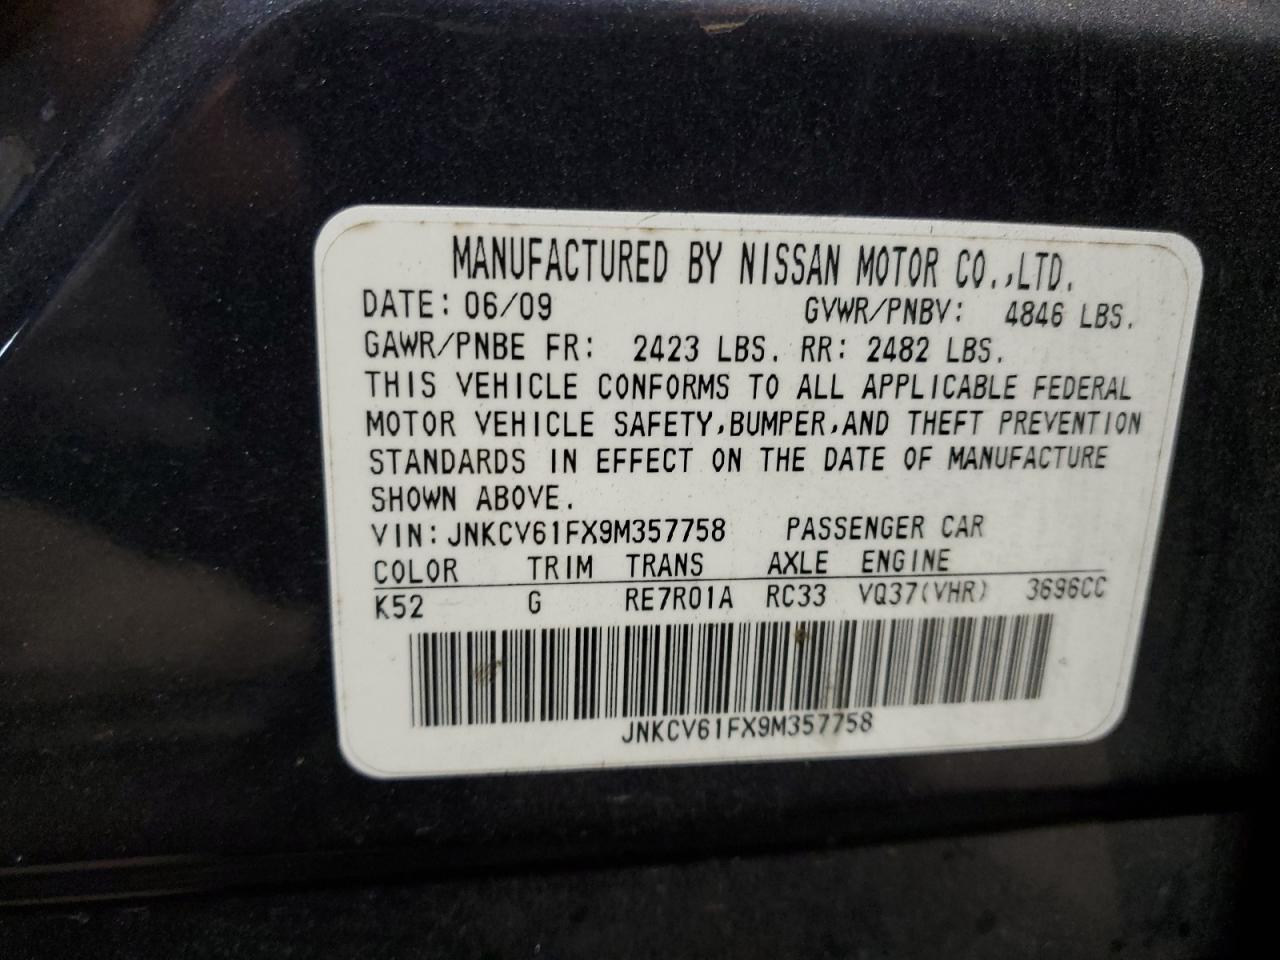 MANUFACTURED BY NISSAN MOTOR CO.,LTD.
DATE: 06/09 GVWR/PNBV: 4846 LBS.
GAWR/PNBE FR: 2423 LBS. RR: 2482 LBS.
THIS VEHICLE CONFORMS TO ALL APPLICABLE FEDERAL
MOTOR VEHICLE SAFETY,BUMPER,AND THEFT PREVENTION
STANDARDS IN EFFECT ON THE DATE OF MANUFACTURE
SHOWN ABOVE.
VIN: JNKCV61FX9M357758 PASSENGER CAR
COLOR TRIM TRANS AXLE ENGINE
K52 G RE7R01A RC33 VQ37(VHR) 3696CC
JNKCV61FX9M357758